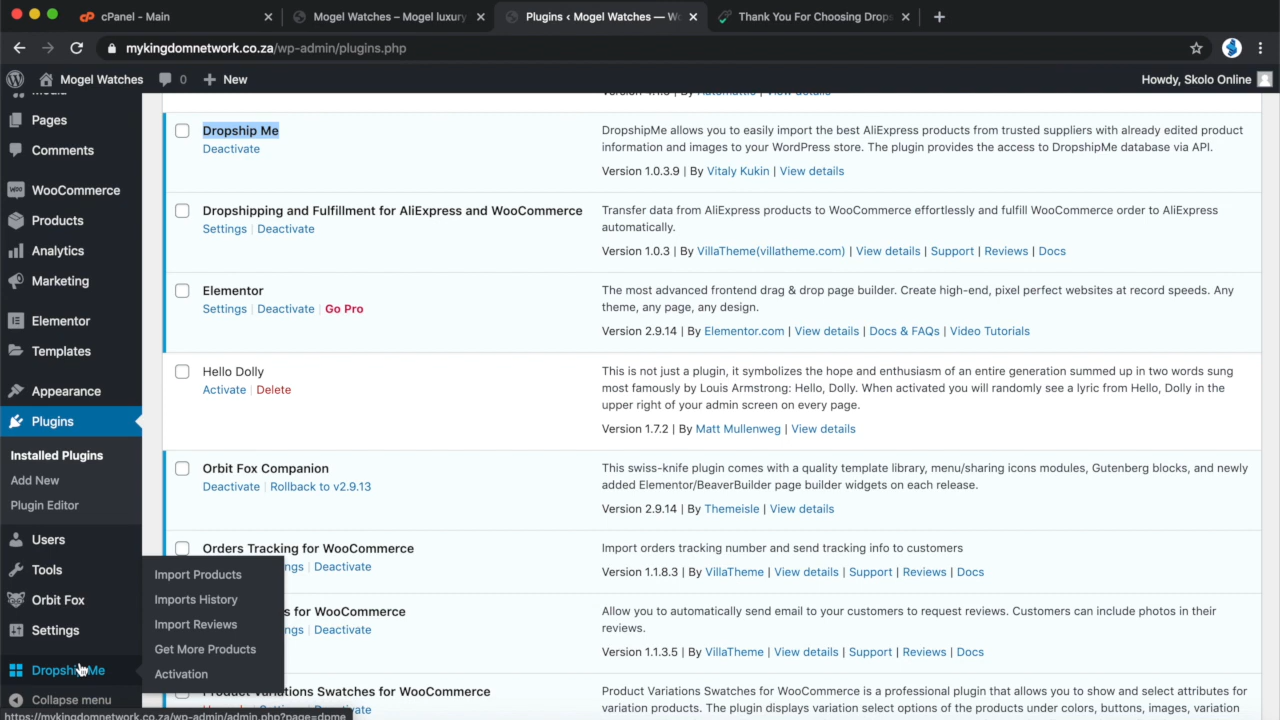 cPanel - Main
Mogel Watches – Mogel luxury
Plugins ‹ Mogel Watches — Wo
Thank You For Choosing Drops
mykingdomnetwork.co.za/wp-admin/plugins.php
Mogel Watches
0
New
Howdy, Skolo Online
Pages
Comments
WooCommerce
Products
Analytics
Marketing
Elementor
Templates
Appearance
Plugins
Installed Plugins
Add New
Plugin Editor
Users
Tools
Orbit Fox
Settings
DropshipMe
Collapse menu
Import Products
Imports History
Import Reviews
Get More Products
Activation
Dropship Me
Deactivate
DropshipMe allows you to easily import the best AliExpress products from trusted suppliers with already edited product
information and images to your WordPress store. The plugin provides the access to DropshipMe database via API.
Version 1.0.3.9 | By Vitaly Kukin | View details
Dropshipping and Fulfillment for AliExpress and WooCommerce
Settings | Deactivate
Transfer data from AliExpress products to WooCommerce effortlessly and fulfill WooCommerce order to AliExpress
automatically.
Version 1.0.3 | By VillaTheme(villatheme.com) | View details | Support | Reviews | Docs
Elementor
Settings | Deactivate | Go Pro
The most advanced frontend drag & drop page builder. Create high-end, pixel perfect websites at record speeds. Any
theme, any page, any design.
Version 2.9.14 | By Elementor.com | View details | Docs & FAQs | Video Tutorials
Hello Dolly
Activate | Delete
This is not just a plugin, it symbolizes the hope and enthusiasm of an entire generation summed up in two words sung
most famously by Louis Armstrong: Hello, Dolly. When activated you will randomly see a lyric from Hello, Dolly in the
upper right of your admin screen on every page.
Version 1.7.2 | By Matt Mullenweg | View details
Orbit Fox Companion
Deactivate | Rollback to v2.9.13
This swiss-knife plugin comes with a quality template library, menu/sharing icons modules, Gutenberg blocks, and newly
added Elementor/BeaverBuilder page builder widgets on each release.
Version 2.9.14 | By Themeisle | View details
Orders Tracking for WooCommerce
ngs | Deactivate
Import orders tracking number and send tracking info to customers
Version 1.1.8.3 | By VillaTheme | View details | Support | Reviews | Docs
s for WooCommerce
ngs | Deactivate
Allow you to automatically send email to your customers to request reviews. Customers can include photos in their
reviews.
Version 1.1.3.5 | By VillaTheme | View details | Support | Reviews | Docs
Product Variations Swatches for WooCommerce
Deactivate
Product Variations Swatches for WooCommerce is a professional plugin that allows you to show and select attributes for
variation products. The plugin displays variation select options of the products under colors, buttons, images, variation
https://mykingdomnetwork.co.za/wp-admin/admin.php?page=dpme